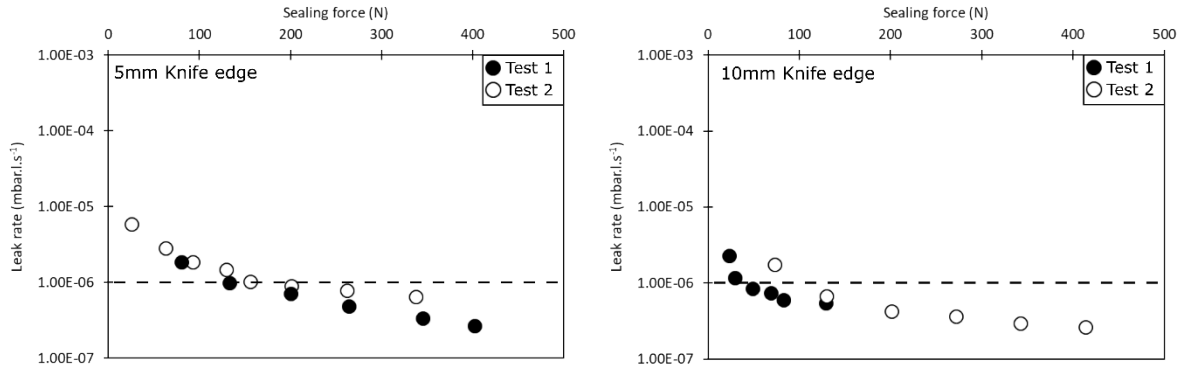 Sealing force (N)
0 100 200 300 400 500
1.00E-03
1.00E-04
1.00E-05
1.00E-06
1.00E-07
Leak rate (mbar.l.s⁻¹)
5mm Knife edge
Test 1
Test 2
Sealing force (N)
0 100 200 300 400 500
1.00E-03
1.00E-04
1.00E-05
1.00E-06
1.00E-07
Leak rate (mbar.l.s⁻¹)
10mm Knife edge
Test 1
Test 2